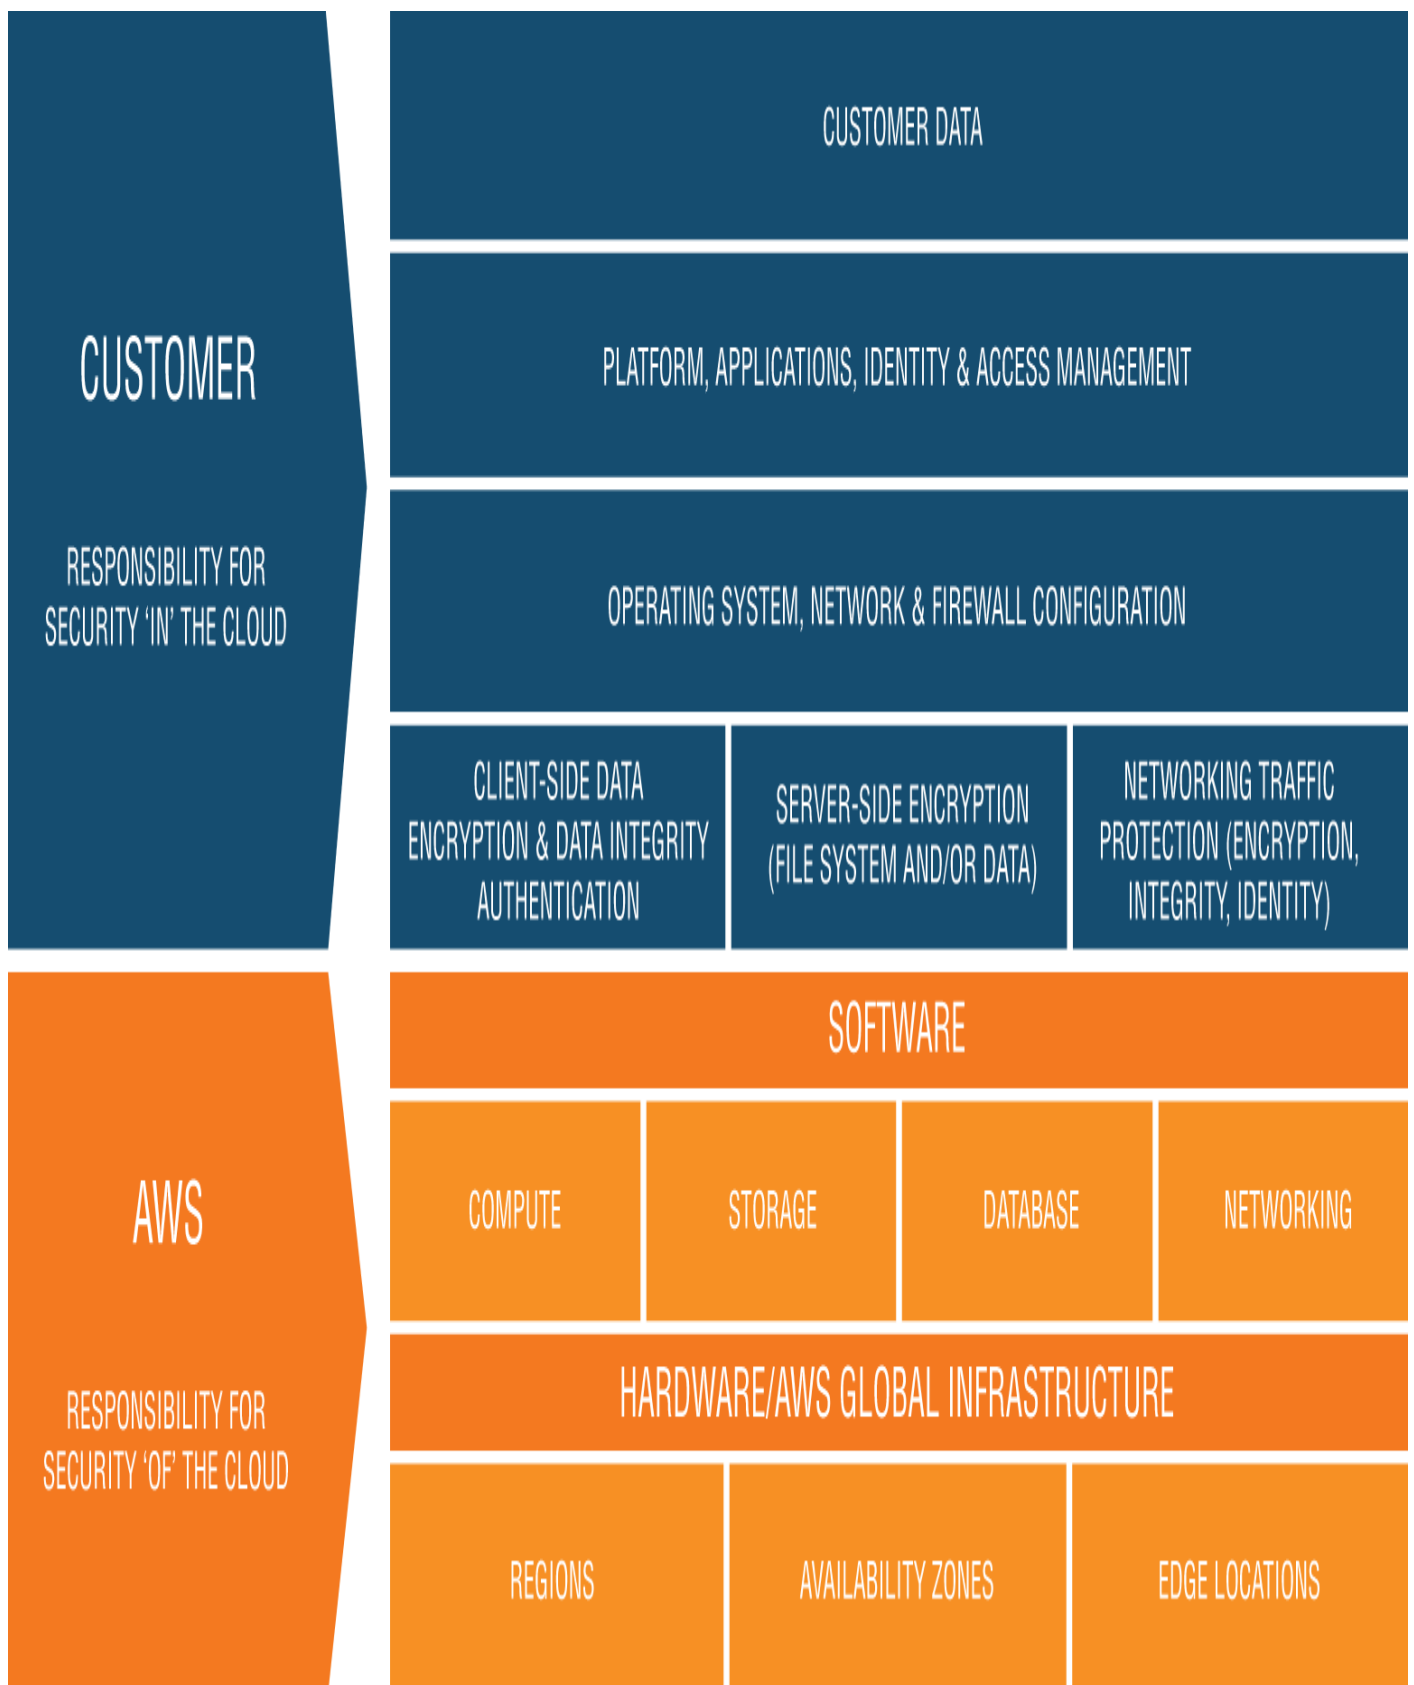 CUSTOMER
RESPONSIBILITY FOR
SECURITY ‘IN’ THE CLOUD
CUSTOMER DATA
PLATFORM, APPLICATIONS, IDENTITY & ACCESS MANAGEMENT
OPERATING SYSTEM, NETWORK & FIREWALL CONFIGURATION
CLIENT-SIDE DATA
ENCRYPTION & DATA INTEGRITY
AUTHENTICATION
SERVER-SIDE ENCRYPTION
(FILE SYSTEM AND/OR DATA)
NETWORKING TRAFFIC
PROTECTION (ENCRYPTION,
INTEGRITY, IDENTITY)
AWS
RESPONSIBILITY FOR
SECURITY ‘OF’ THE CLOUD
SOFTWARE
COMPUTE
STORAGE
DATABASE
NETWORKING
HARDWARE/AWS GLOBAL INFRASTRUCTURE
REGIONS
AVAILABILITY ZONES
EDGE LOCATIONS